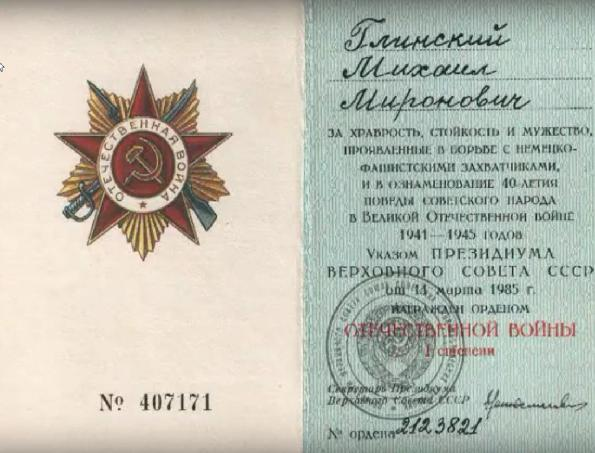 ОТЕЧЕСТВЕННАЯ ВОЙНА
№ 407171
Глинский
Михаил
Миронович
ЗА ХРАБРОСТЬ, СТОЙКОСТЬ И МУЖЕСТВО,
ПРОЯВЛЕННЫЕ В БОРЬБЕ С НЕМЕЦКО-
ФАШИСТСКИМИ ЗАХВАТЧИКАМИ,
И В ОЗНАМЕНОВАНИЕ 40-ЛЕТИЯ
ПОБЕДЫ СОВЕТСКОГО НАРОДА
В ВЕЛИКОЙ ОТЕЧЕСТВЕННОЙ ВОЙНЕ
1941—1945 ГОДОВ
УКАЗОМ ПРЕЗИДИУМА
ВЕРХОВНОГО СОВЕТА СССР
от 11 марта 1985 г.
НАГРАЖДЕН ОРДЕНОМ
ОТЕЧЕСТВЕННОЙ ВОЙНЫ
I степени
Секретарь Президиума
Верховного Совета СССР
№ ордена 2123821